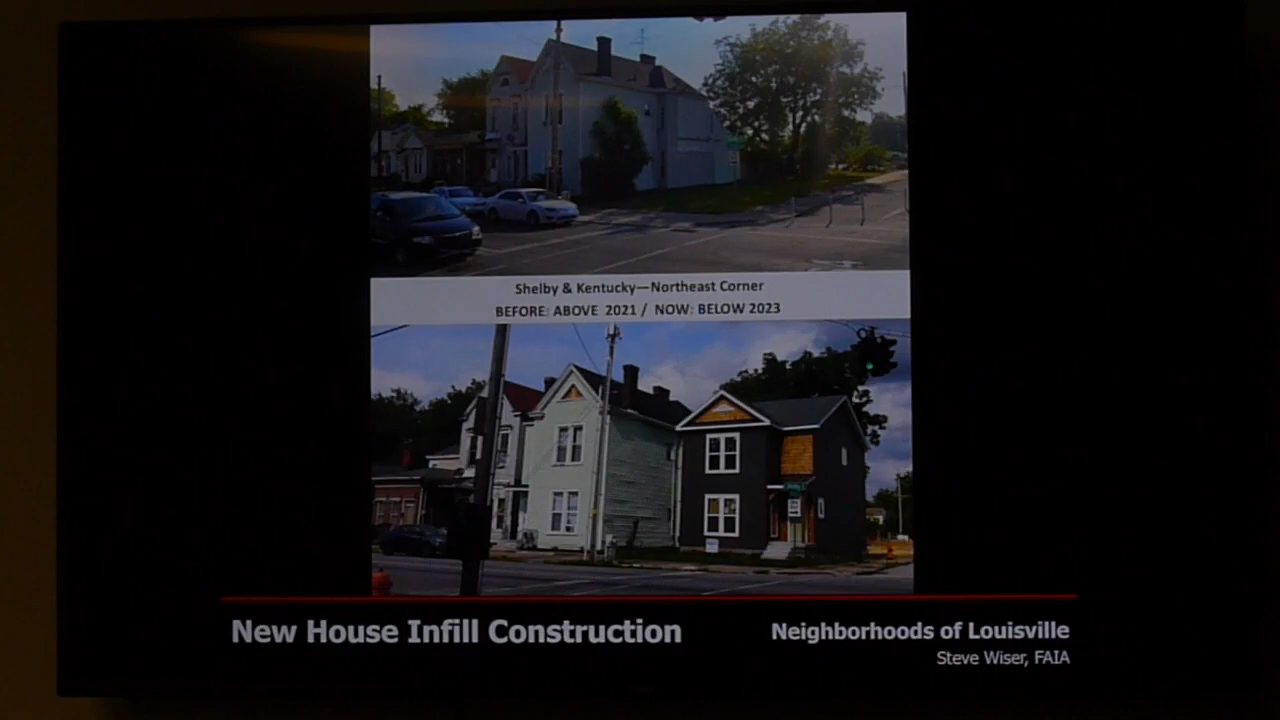 Shelby & Kentucky—Northeast Corner
BEFORE: ABOVE 2021 / NOW: BELOW 2023
New House Infill Construction
Neighborhoods of Louisville
Steve Wiser, FAIA